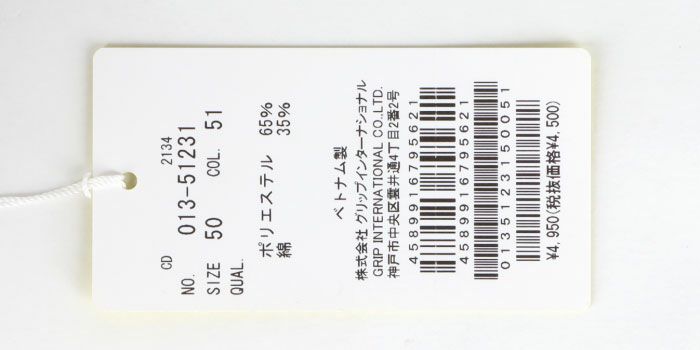 CD 2134
NO. 013-51231
SIZE 50 COL. 51
QUAL.
ポリエステル 65%
綿 35%
ベトナム製
株式会社 グリップインターナショナル
GRIP INTERNATIONAL CO.,LTD.
神戸市中央区雲井通4丁目2番2号
4589916795621
4589916795621
0135123150051
¥4,950(税抜価格¥4,500)